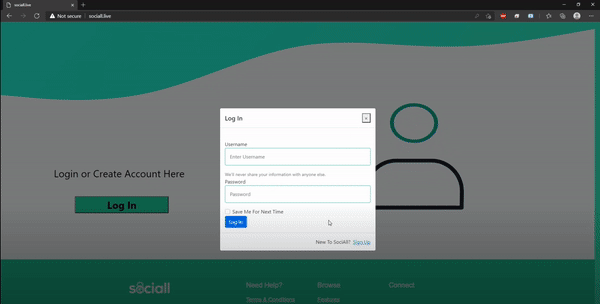 sociall.live
Not secure
sociall.live
Log In
Username
Enter Username
We'll never share your information with anyone else.
Password
Password
Save Me For Next Time
Log In
New To SociAll? Sign Up
Login or Create Account Here
Log In
sociall
Need Help?
Browse
Connect
Terms & Conditions
Features